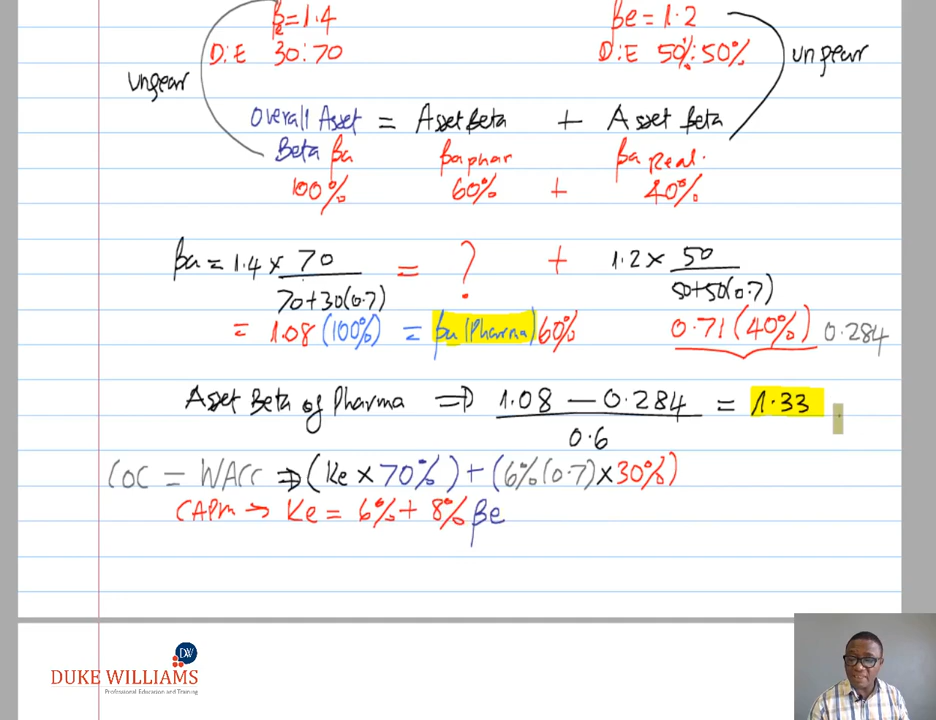 βe=1.4 βe=1.2
D:E 30:70 D:E 50%:50%
Ungear ungear
Overall Asset = Asset Beta + Asset Beta
Beta βa βa phar βa Real.
100% 60% + 40%
βa = 1.4 × 70 = ? + 1.2 × 50
70+30(0.7) 50+50(0.7)
= 1.08 (100%) = βa (Pharma) 60% 0.71 (40%) 0.284
Asset Beta of Pharma ⇒ 1.08 — 0.284 = 1.33
0.6
COC = WACC ⇒ (Ke × 70%) + (6%(0.7) × 30%)
CAPM → Ke = 6% + 8% βe
DW
DUKE WILLIAMS
Professional Education and Training